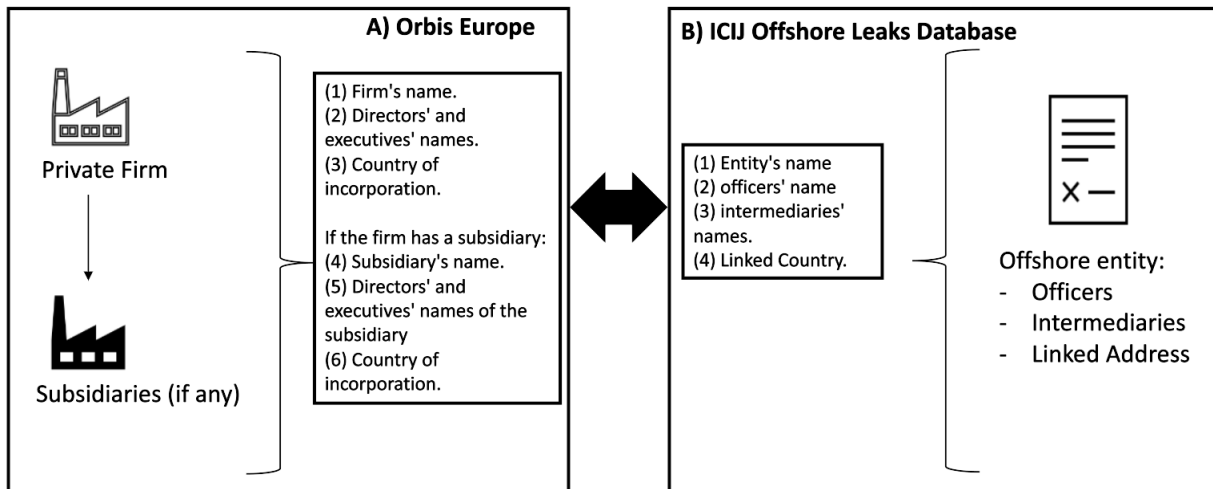 A) Orbis Europe
Private Firm
Subsidiaries (if any)
(1) Firm's name.
(2) Directors' and
executives' names.
(3) Country of
incorporation.
If the firm has a subsidiary:
(4) Subsidiary's name.
(5) Directors' and
executives' names of the
subsidiary
(6) Country of
incorporation.
B) ICIJ Offshore Leaks Database
(1) Entity's name
(2) officers' name
(3) intermediaries'
names.
(4) Linked Country.
X
Offshore entity:
- Officers
- Intermediaries
- Linked Address